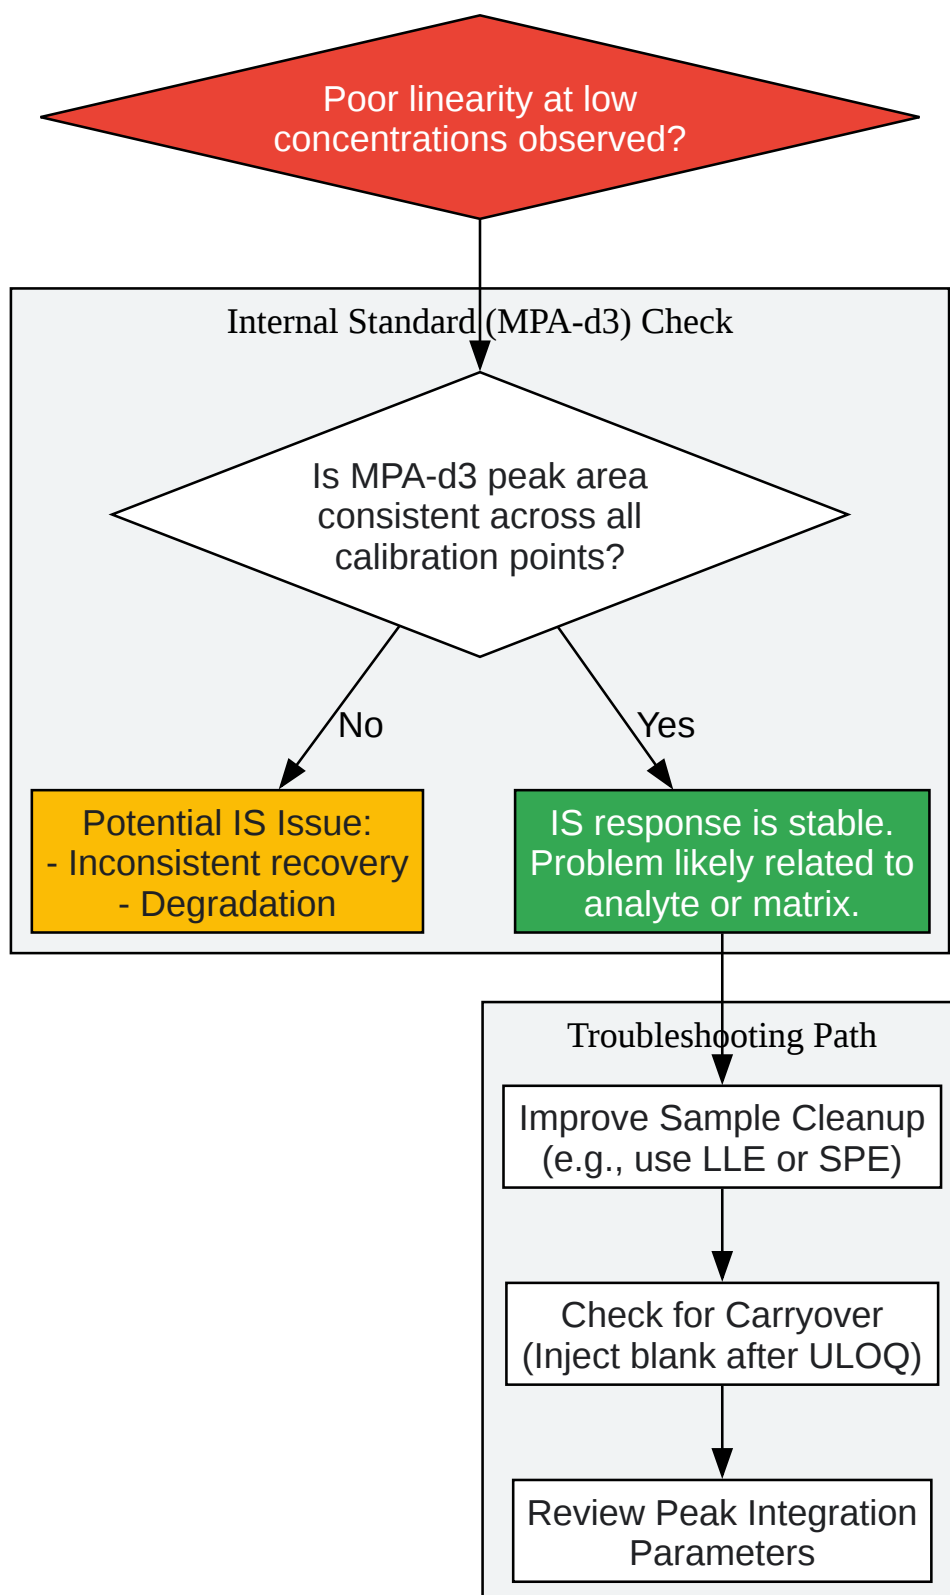 Poor linearity at low
concentrations observed?
Internal Standard (MPA-d3) Check
Is MPA-d3 peak area
consistent across all
calibration points?
No
Yes
Potential IS Issue:
- Inconsistent recovery
- Degradation
IS response is stable.
Problem likely related to
analyte or matrix.
Troubleshooting Path
Improve Sample Cleanup
(e.g., use LLE or SPE)
Check for Carryover
(Inject blank after ULOQ)
Review Peak Integration
Parameters